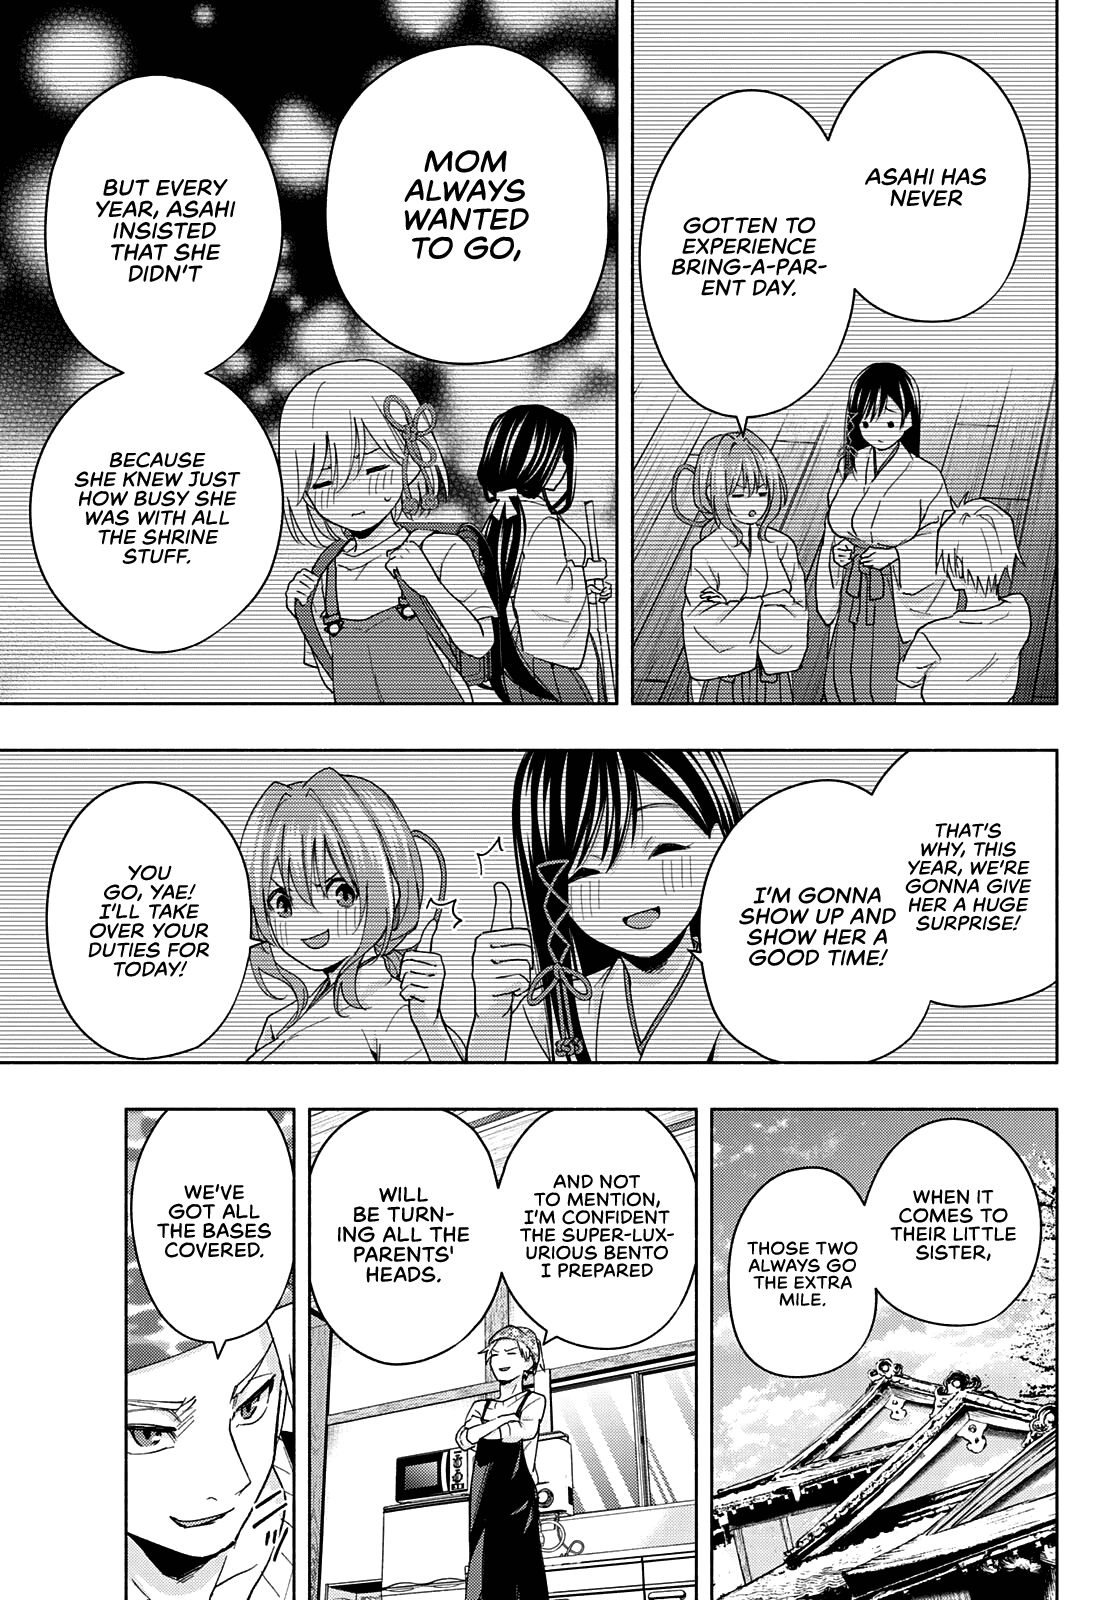 ASAHI HAS
NEVER
GOTTEN TO
EXPERIENCE
BRING-A-PAR-
ENT DAY.
MOM
ALWAYS
WANTED
TO GO,
BUT EVERY
YEAR, ASAHI
INSISTED
THAT SHE
DIDN'T
BECAUSE
SHE KNEW JUST
HOW BUSY SHE
WAS WITH ALL
THE SHRINE
STUFF.
THAT'S
WHY, THIS
YEAR, WE'RE
GONNA GIVE
HER A HUGE
SURPRISE!
I'M GONNA
SHOW UP AND
SHOW HER A
GOOD TIME!
YOU
GO, YAE!
I'LL TAKE
OVER YOUR
DUTIES FOR
TODAY!
WHEN IT
COMES TO
THEIR LITTLE
SISTER,
THOSE TWO
ALWAYS GO
THE EXTRA
MILE.
AND NOT
TO MENTION,
I'M CONFIDENT
THE SUPER-LUX-
URIOUS BENTO
I PREPARED
WILL
BE TURN-
ING ALL THE
PARENTS'
HEADS.
WE'VE
GOT ALL
THE BASES
COVERED.